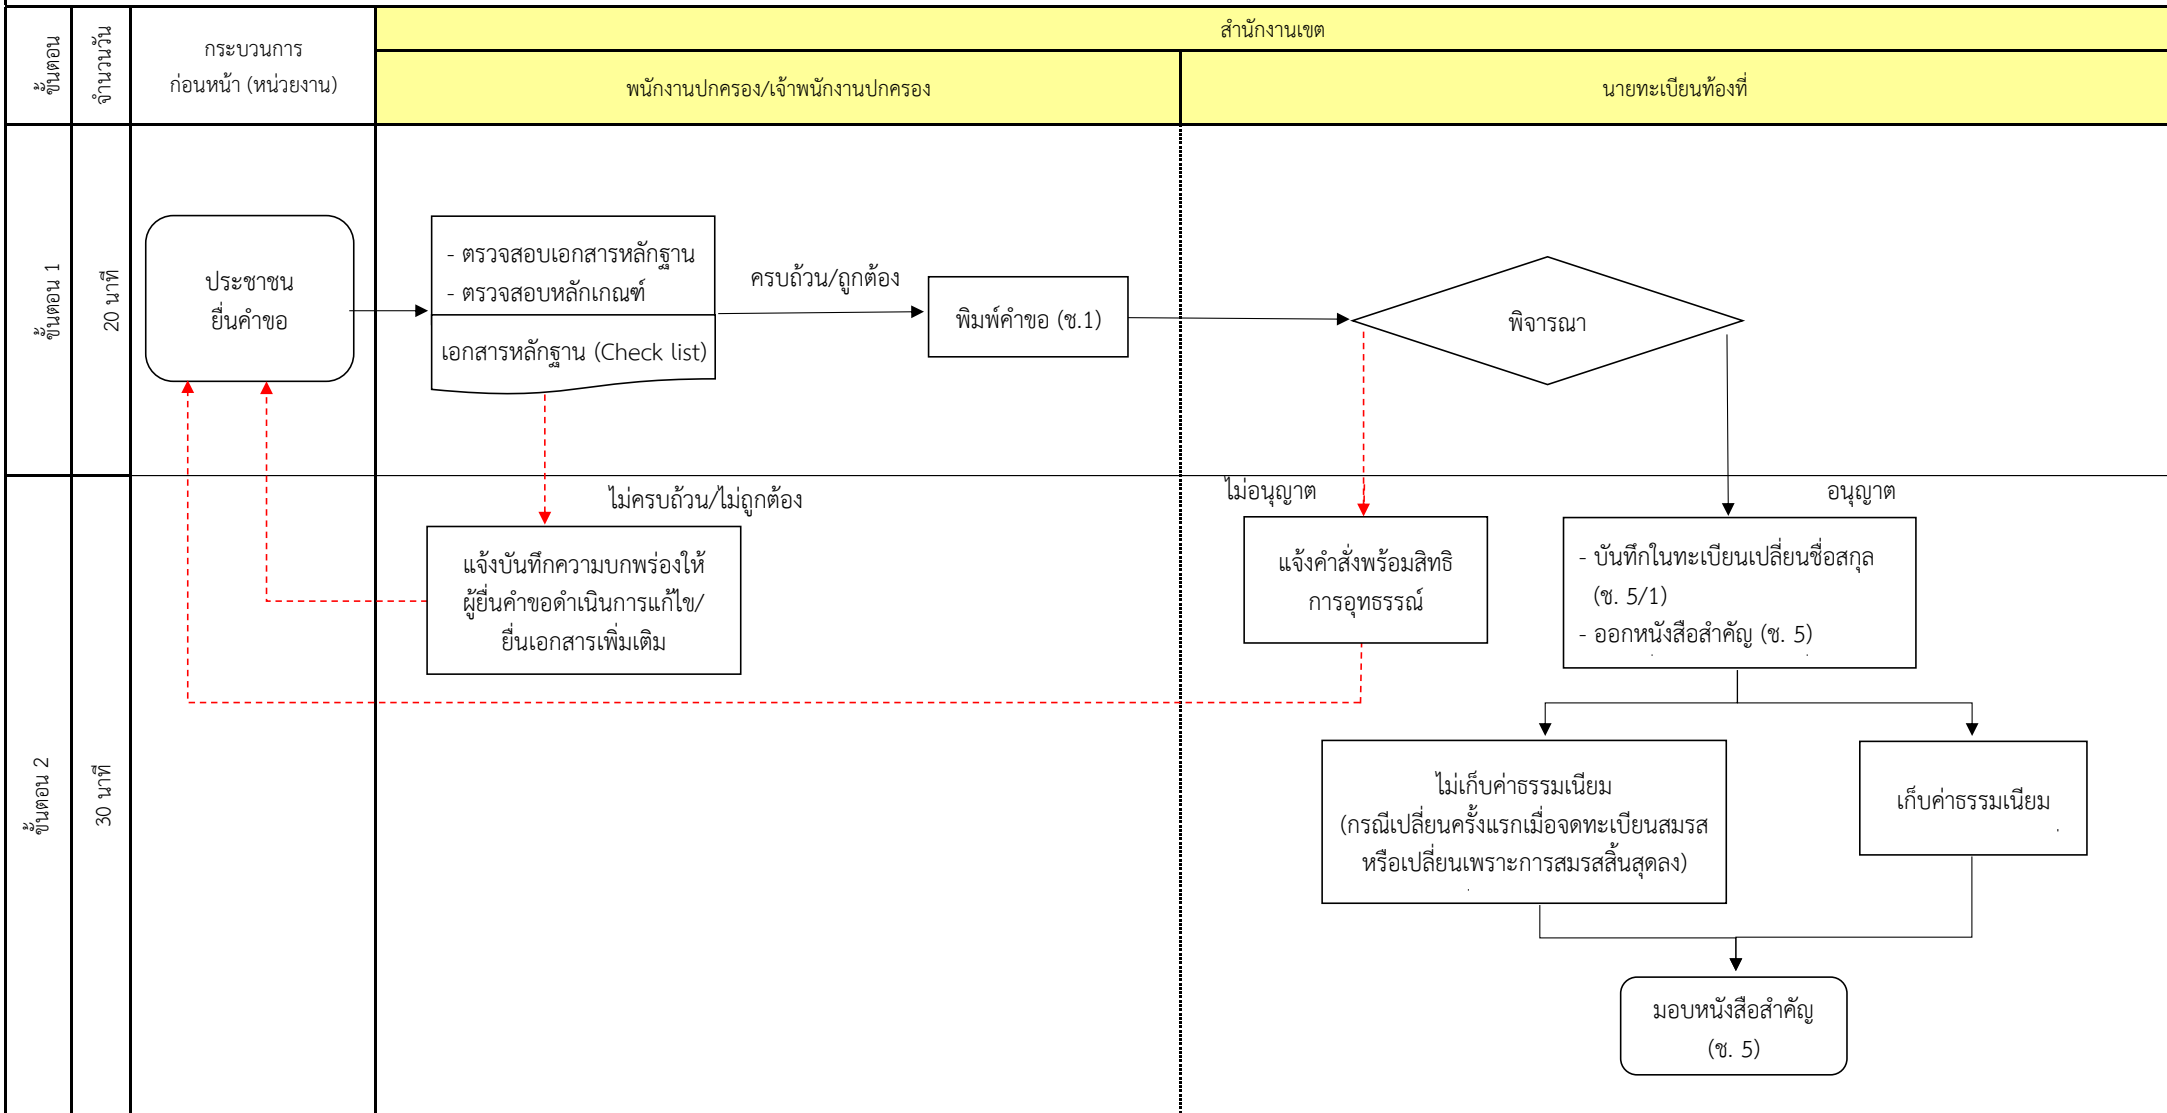 ขั้นตอน
จำนวนวัน
กระบวนการ
ก่อนหน้า (หน่วยงาน)
สำนักงานเขต
พนักงานปกครอง/เจ้าพนักงานปกครอง
นายทะเบียนท้องที่
ขั้นตอน 1
20 นาที
ประชาชน
ยื่นคำขอ
- ตรวจสอบเอกสารหลักฐาน
- ตรวจสอบหลักเกณฑ์
เอกสารหลักฐาน (Check list)
ครบถ้วน/ถูกต้อง
พิมพ์คำขอ (ช.1)
พิจารณา
ขั้นตอน 2
30 นาที
ไม่ครบถ้วน/ไม่ถูกต้อง
แจ้งบันทึกความบกพร่องให้
ผู้ยื่นคำขอดำเนินการแก้ไข/
ยื่นเอกสารเพิ่มเติม
ไม่อนุญาต
แจ้งคำสั่งพร้อมสิทธิ
การอุทธรรณ์
อนุญาต
- บันทึกในทะเบียนเปลี่ยนชื่อสกุล
(ช. 5/1)
- ออกหนังสือสำคัญ (ช. 5)
ไม่เก็บค่าธรรมเนียม
(กรณีเปลี่ยนครั้งแรกเมื่อจดทะเบียนสมรส
หรือเปลี่ยนเพราะการสมรสสิ้นสุดลง)
เก็บค่าธรรมเนียม
มอบหนังสือสำคัญ
(ช. 5)